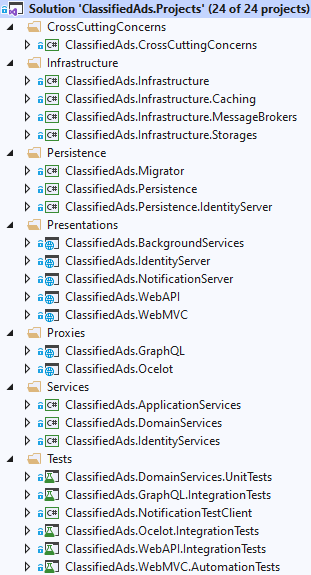 Solution 'ClassifiedAds.Projects' (24 of 24 projects)
CrossCuttingConcerns
C# ClassifiedAds.CrossCuttingConcerns
Infrastructure
C# ClassifiedAds.Infrastructure
C# ClassifiedAds.Infrastructure.Caching
C# ClassifiedAds.Infrastructure.MessageBrokers
C# ClassifiedAds.Infrastructure.Storages
Persistence
C# ClassifiedAds.Migrator
C# ClassifiedAds.Persistence
C# ClassifiedAds.Persistence.IdentityServer
Presentations
ClassifiedAds.BackgroundServices
ClassifiedAds.IdentityServer
ClassifiedAds.NotificationServer
ClassifiedAds.WebAPI
ClassifiedAds.WebMVC
Proxies
ClassifiedAds.GraphQL
ClassifiedAds.Ocelot
Services
C# ClassifiedAds.ApplicationServices
C# ClassifiedAds.DomainServices
C# ClassifiedAds.IdentityServices
Tests
ClassifiedAds.DomainServices.UnitTests
ClassifiedAds.GraphQL.IntegrationTests
C# ClassifiedAds.NotificationTestClient
ClassifiedAds.Ocelot.IntegrationTests
ClassifiedAds.WebAPI.IntegrationTests
ClassifiedAds.WebMVC.AutomationTests